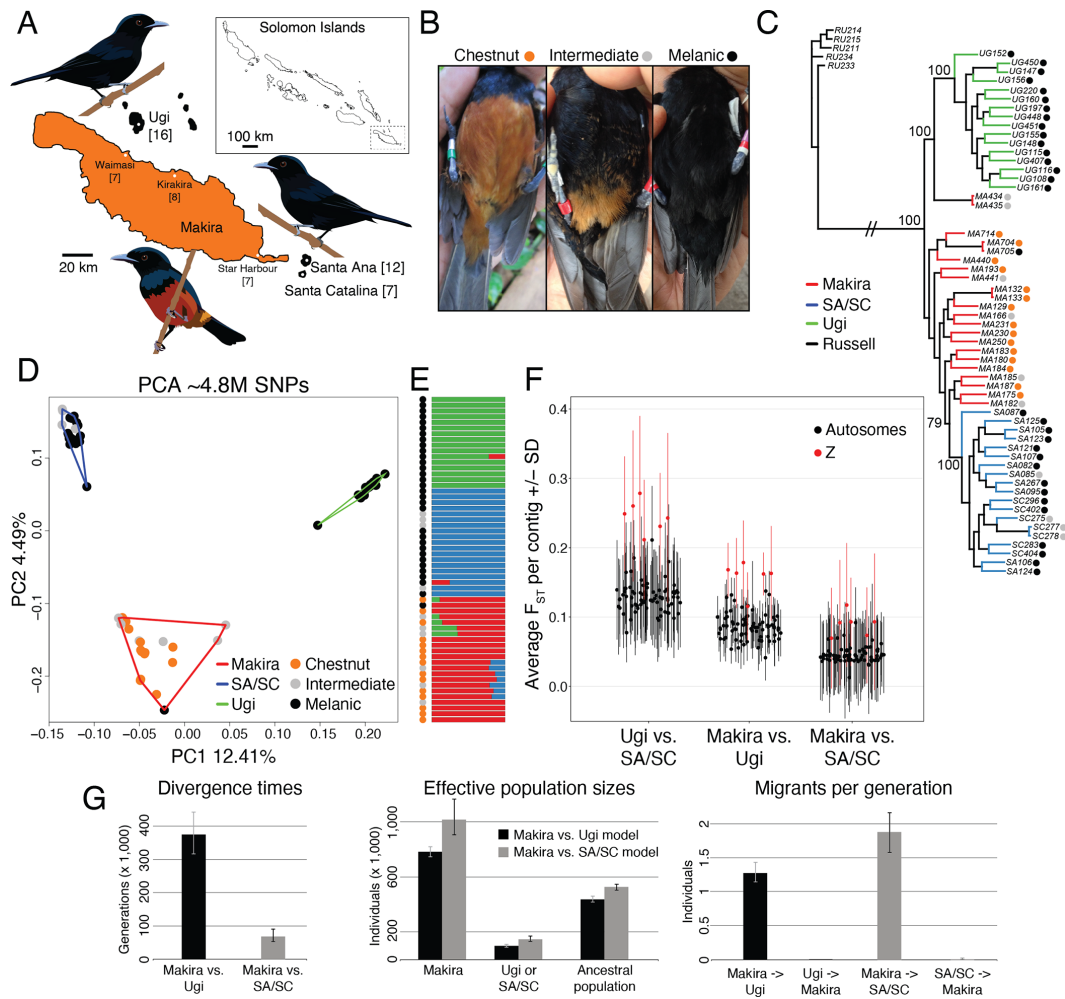 A
Solomon Islands
100 km
Ugi
[16]
Waimasi
[7]
Kirakira
[8]
Makira
Star Harbour
[7]
20 km
Santa Ana [12]
Santa Catalina [7]
B
Chestnut
Intermediate
Melanic
C
RU214
RU215
RU211
RU234
RU233
UG152
UG450
UG147
UG156
UG220
UG160
UG197
UG448
UG451
UG155
UG148
UG115
UG407
UG116
UG108
UG161
MA434
MA435
MA714
MA704
MA705
MA440
MA193
MA441
MA132
MA133
MA129
MA166
MA231
MA230
MA250
MA183
MA180
MA184
MA185
MA187
MA175
MA182
SA087
SA125
SA105
SA123
SA121
SA107
SA082
SA085
SA267
SA095
SC296
SC402
SC275
SC277
SC278
SC283
SC404
SA106
SA124
100
100
100
79
100
Makira
SA/SC
Ugi
Russell
D
PCA ~4.8M SNPs
PC2 4.49%
0.1
0.0
−0.1
−0.2
−0.15
−0.10
−0.05
0.00
0.05
0.10
0.15
0.20
PC1 12.41%
Makira
SA/SC
Ugi
Chestnut
Intermediate
Melanic
E
F
Average FST per contig +/− SD
0.4
0.3
0.2
0.1
0.0
Autosomes
Z
Ugi vs.
SA/SC
Makira vs.
Ugi
Makira vs.
SA/SC
G
Divergence times
Generations (x 1,000)
0
100
200
300
400
Makira vs.
Ugi
Makira vs.
SA/SC
Effective population sizes
Individuals (x 1,000)
0
200
600
1,000
Makira vs. Ugi model
Makira vs. SA/SC model
Makira
Ugi or
SA/SC
Ancestral
population
Migrants per generation
Individuals
0
0.5
1
1.5
2
Makira -> 
Ugi
Ugi ->
Makira
Makira ->
SA/SC
SA/SC ->
Makira